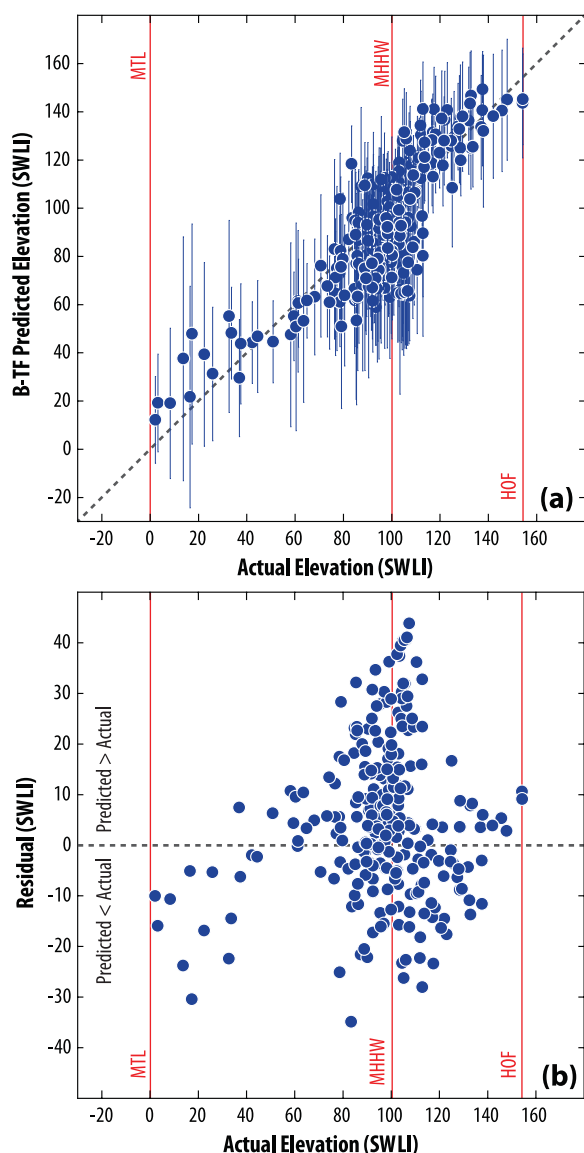 160
140
120
100
80
60
40
20
0
-20
B-TF Predicted Elevation (SWLI)
MTL
MHHW
HOF
(a)
-20 0 20 40 60 80 100 120 140 160
Actual Elevation (SWLI)
40
30
20
10
0
-10
-20
-30
-40
Residual (SWLI)
Predicted > Actual
Predicted < Actual
MTL
MHHW
HOF
(b)
-20 0 20 40 60 80 100 120 140 160
Actual Elevation (SWLI)